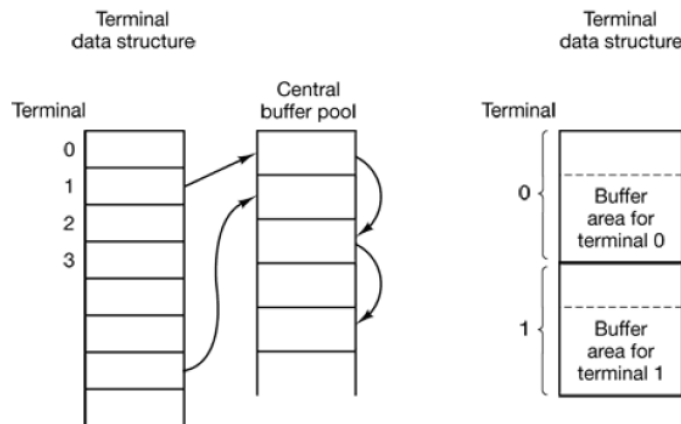 Terminal
data structure
Terminal
Central
buffer pool
0
1
2
3
Terminal
data structure
Terminal
0
Buffer
area for
terminal 0
1
Buffer
area for
terminal 1